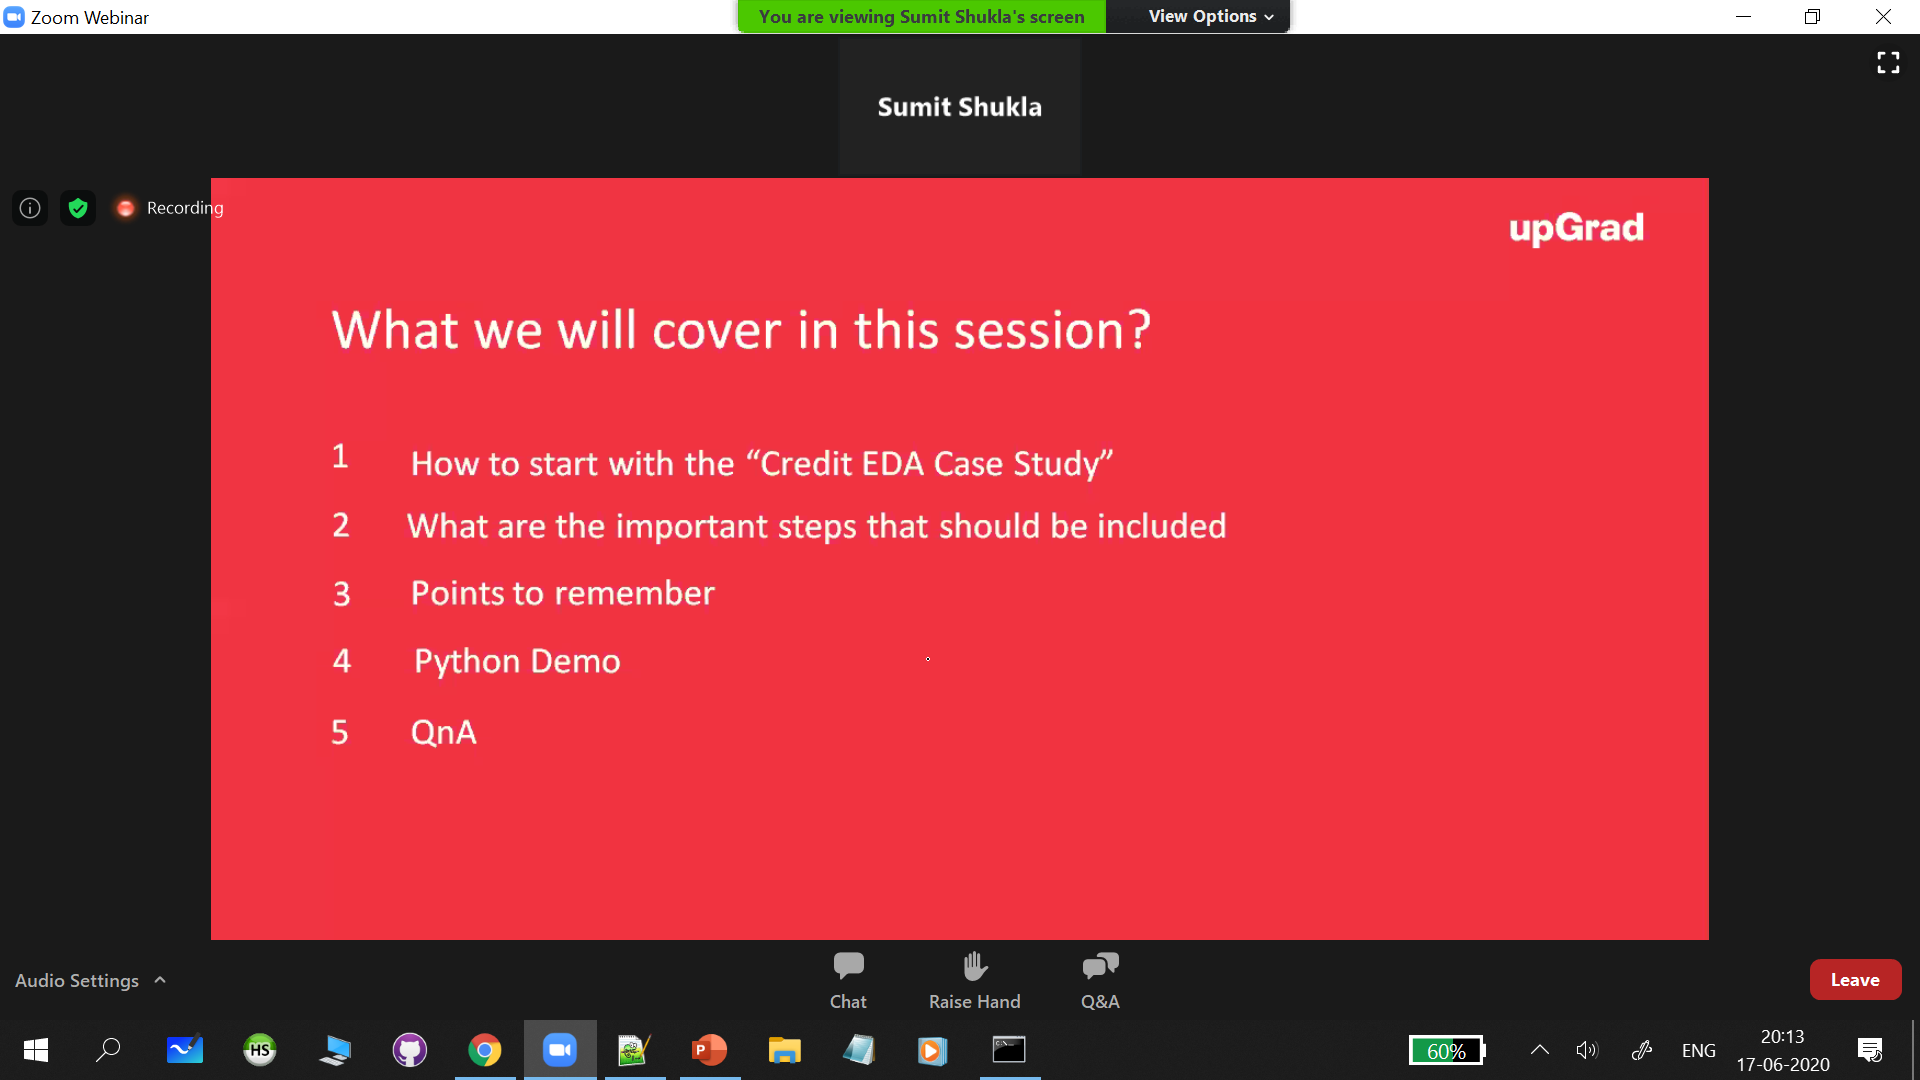 Zoom Webinar
You are viewing Sumit Shukla's screen
View Options
Sumit Shukla
Recording
upGrad
What we will cover in this session?
1 How to start with the “Credit EDA Case Study”
2 What are the important steps that should be included
3 Points to remember
4 Python Demo
5 QnA
Audio Settings
Chat
Raise Hand
Q&A
Leave
HS
P
60%
ENG
20:13
17-06-2020